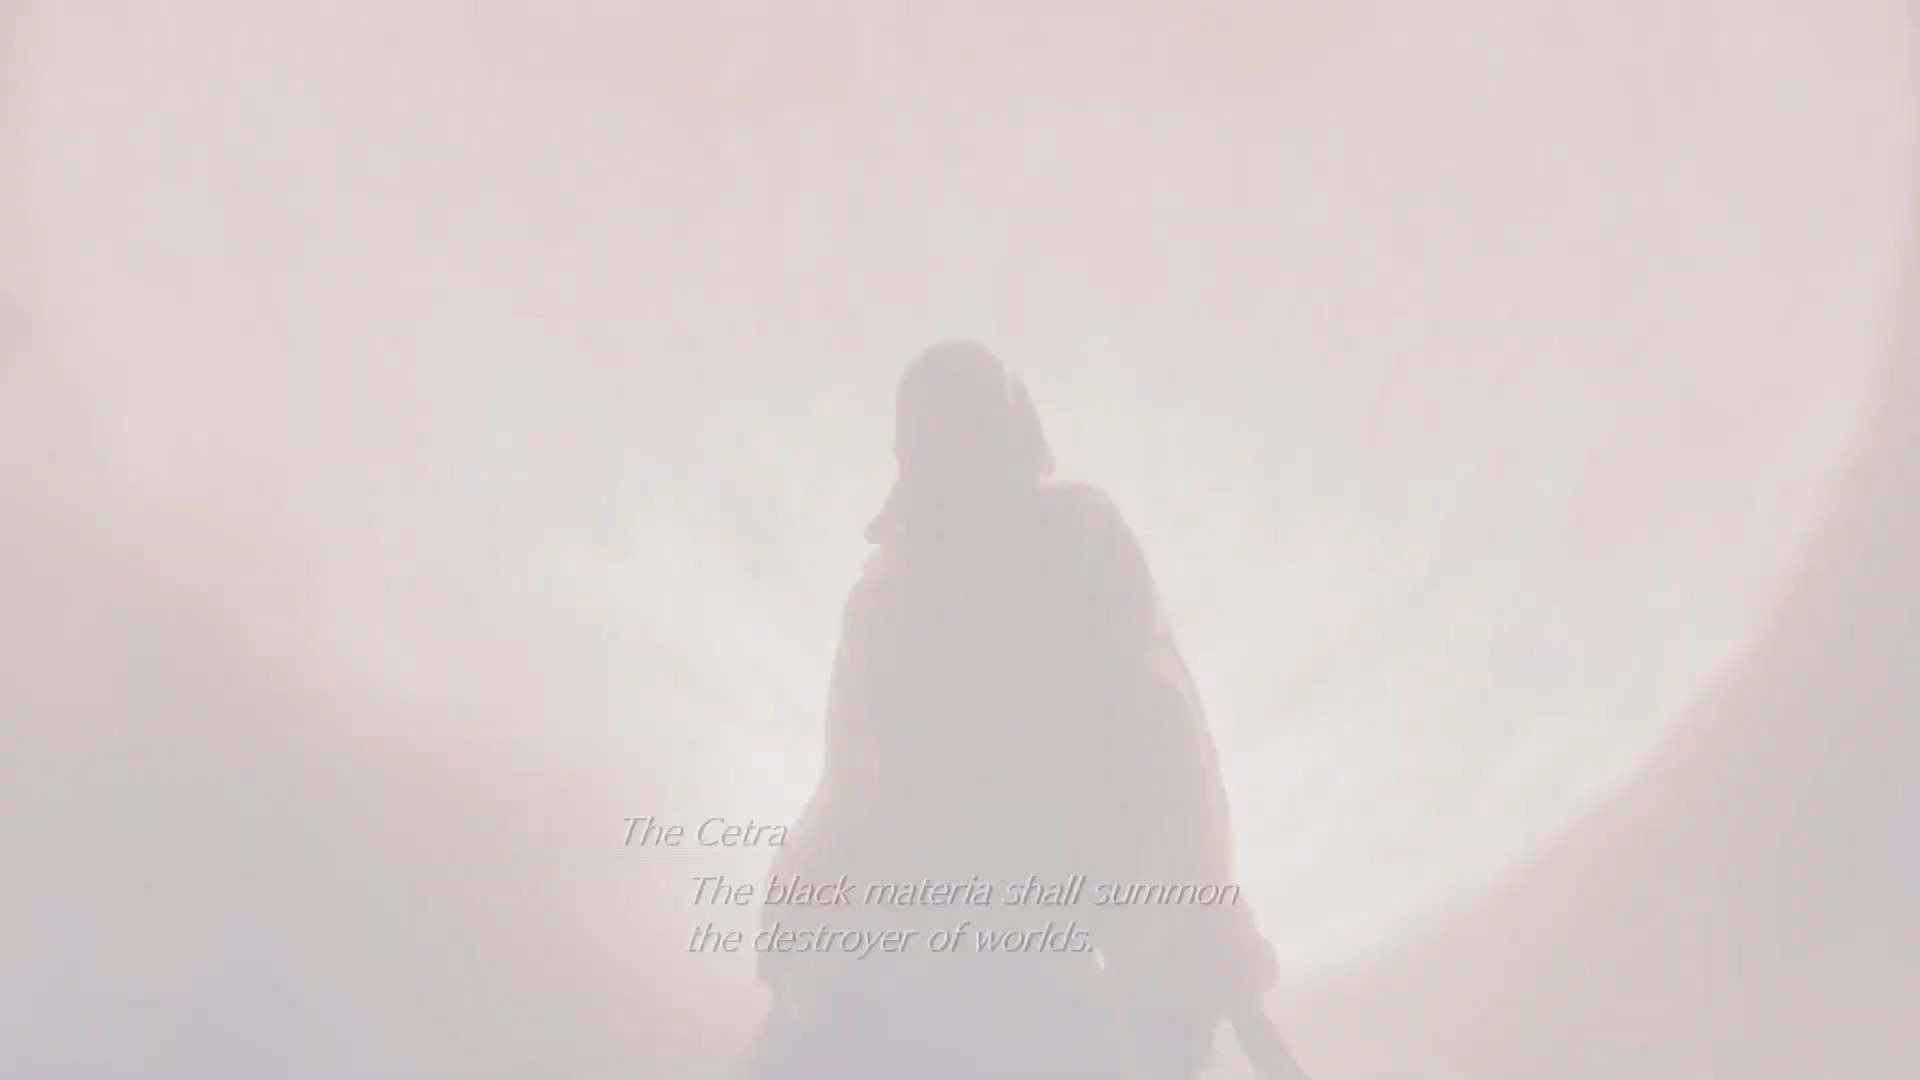 The Cetra
The black materia shall summon
the destroyer of worlds.